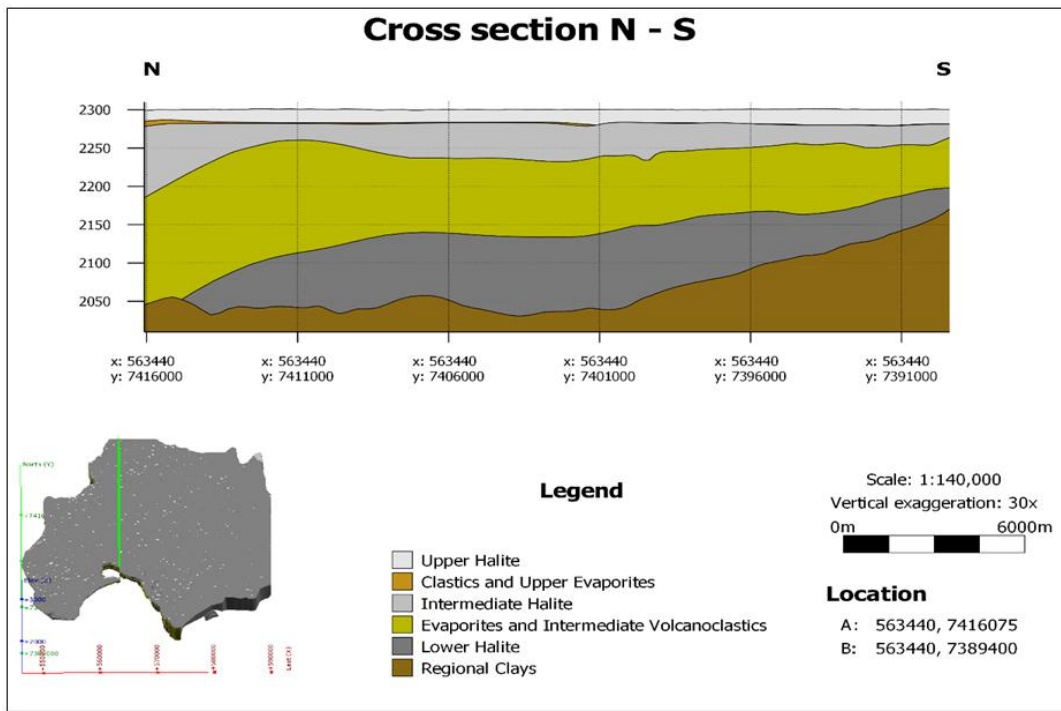 Cross section N - S
N
S
2300
2250
2200
2150
2100
2050
x: 563440 x: 563440 x: 563440 x: 563440 x: 563440 x: 563440
y: 7416000 y: 7411000 y: 7406000 y: 7401000 y: 7396000 y: 7391000
Legend
Upper Halite
Clastics and Upper Evaporites
Intermediate Halite
Evaporites and Intermediate Volcanoclastics
Lower Halite
Regional Clays
Scale: 1:140,000
Vertical exaggeration: 30x
0m 6000m
Location
A: 563440, 7416075
B: 563440, 7389400